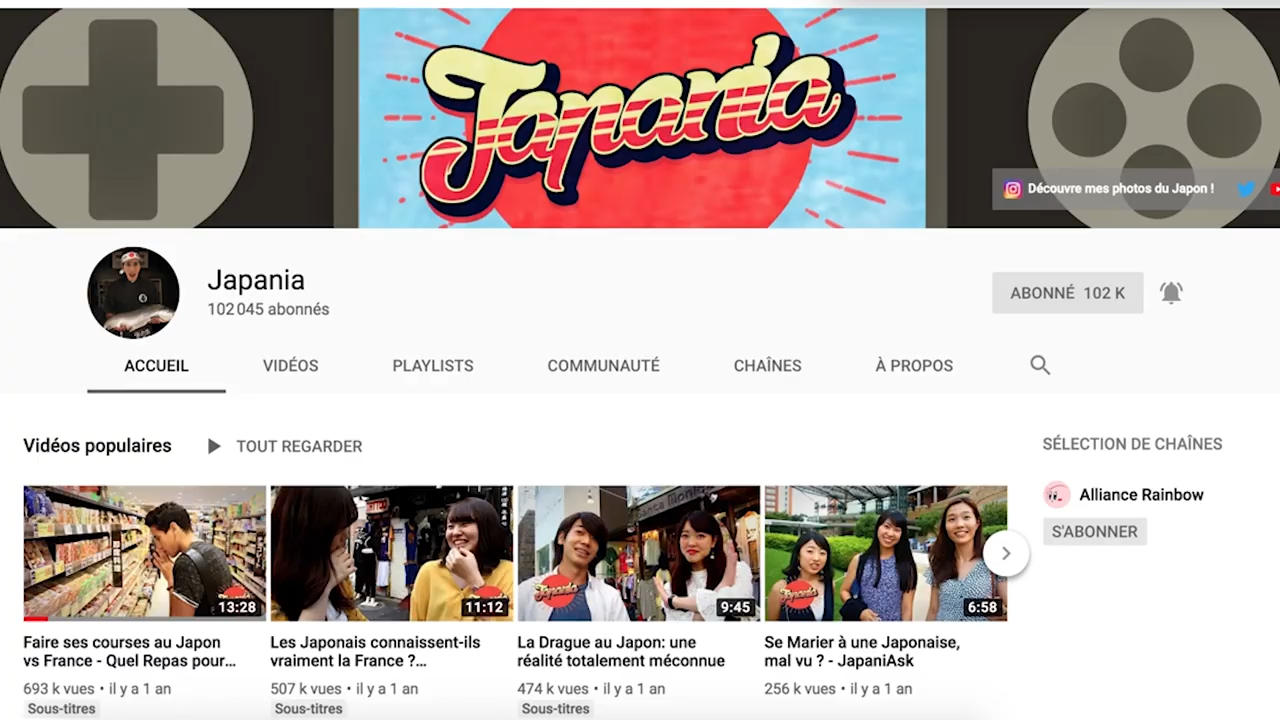 Japania
Découvre mes photos du Japon !
Japania
102 045 abonnés
ABONNÉ 102 K
ACCUEIL
VIDÉOS
PLAYLISTS
COMMUNAUTÉ
CHAÎNES
À PROPOS
Vidéos populaires
TOUT REGARDER
SÉLECTION DE CHAÎNES
Alliance Rainbow
S'ABONNER
13:28
Faire ses courses au Japon
vs France - Quel Repas pour...
693 k vues • il y a 1 an
Sous-titres
11:12
Les Japonais connaissent-ils
vraiment la France ?...
507 k vues • il y a 1 an
Sous-titres
Japania
9:45
La Drague au Japon: une
réalité totalement méconnue
474 k vues • il y a 1 an
Sous-titres
Japania
6:58
Se Marier à une Japonaise,
mal vu ? - JapaniAsk
256 k vues • il y a 1 an